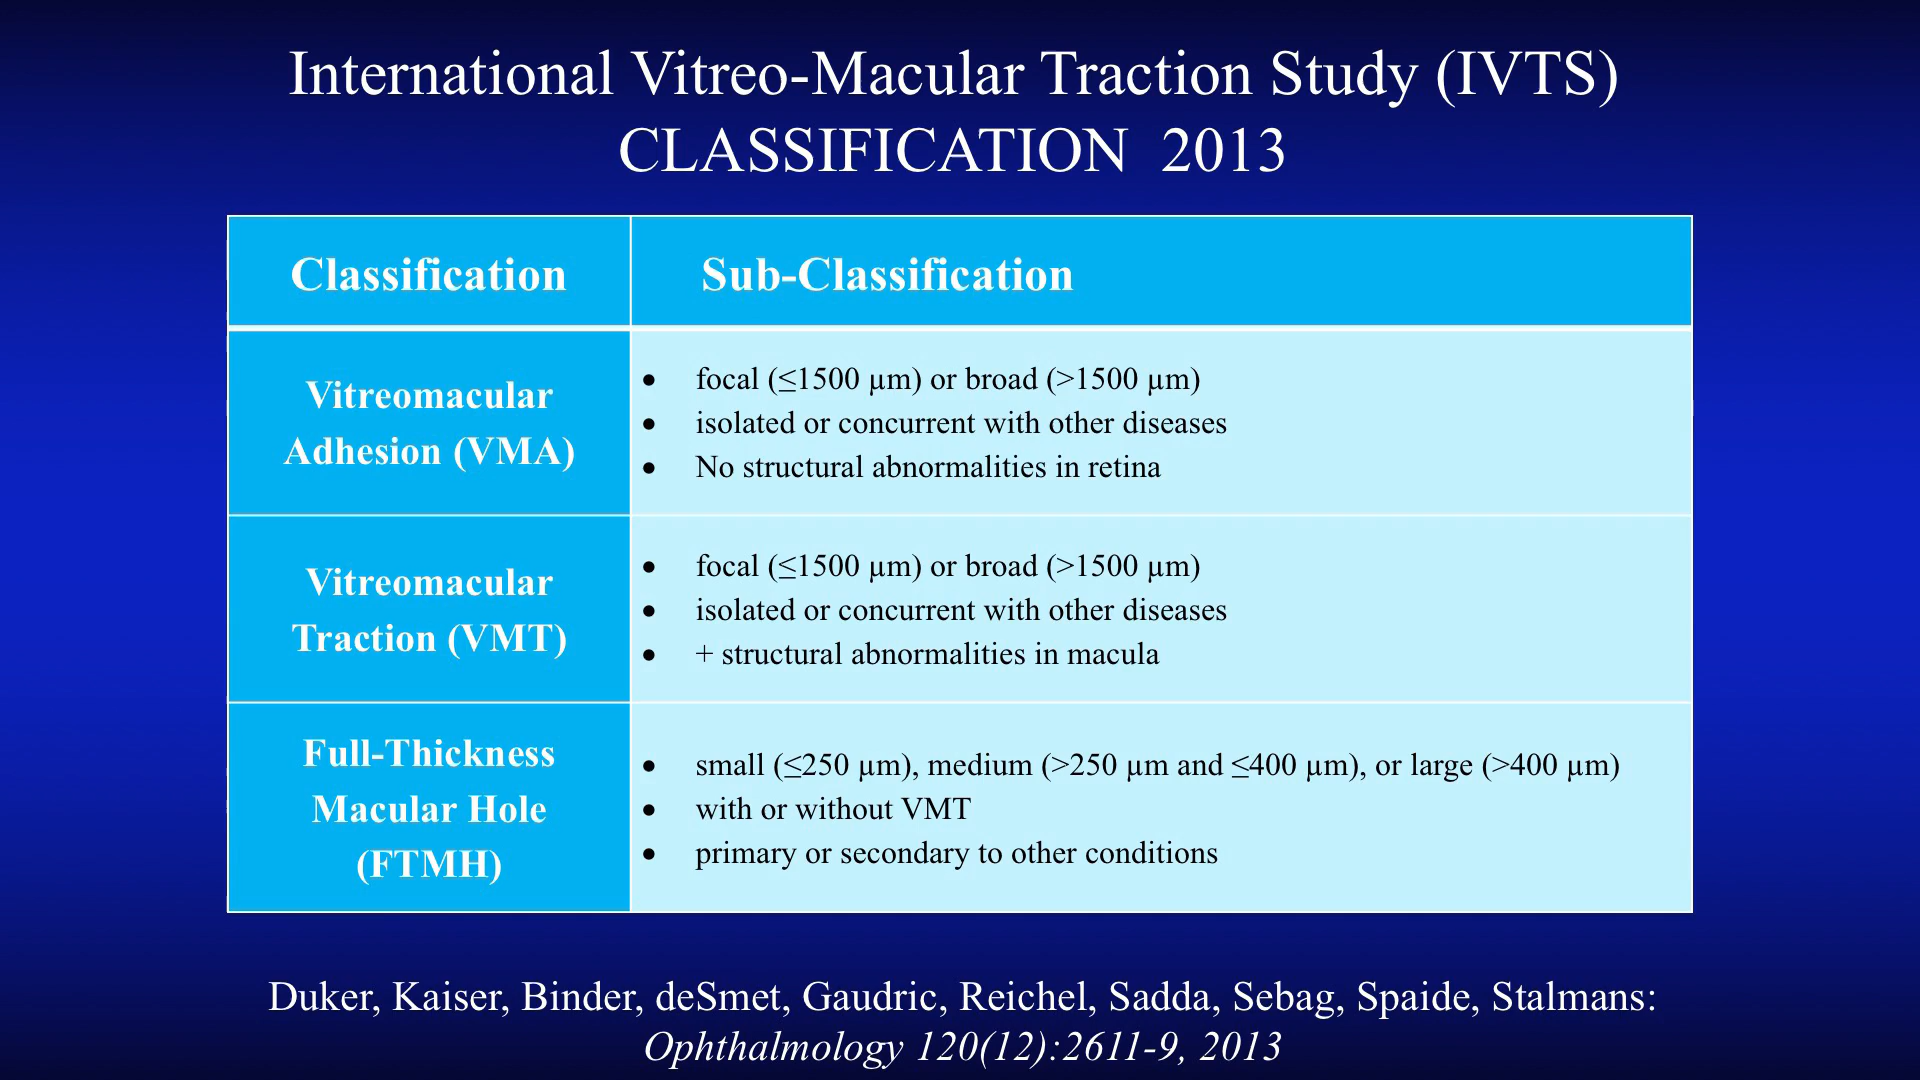 International Vitreo-Macular Traction Study (IVTS)
CLASSIFICATION 2013
Classification
Sub-Classification
Vitreomacular
Adhesion (VMA)
• focal (≤1500 µm) or broad (>1500 µm)
• isolated or concurrent with other diseases
• No structural abnormalities in retina
Vitreomacular
Traction (VMT)
• focal (≤1500 µm) or broad (>1500 µm)
• isolated or concurrent with other diseases
• + structural abnormalities in macula
Full-Thickness
Macular Hole
(FTMH)
• small (≤250 µm), medium (>250 µm and ≤400 µm), or large (>400 µm)
• with or without VMT
• primary or secondary to other conditions
Duker, Kaiser, Binder, deSmet, Gaudric, Reichel, Sadda, Sebag, Spaide, Stalmans:
Ophthalmology 120(12):2611-9, 2013